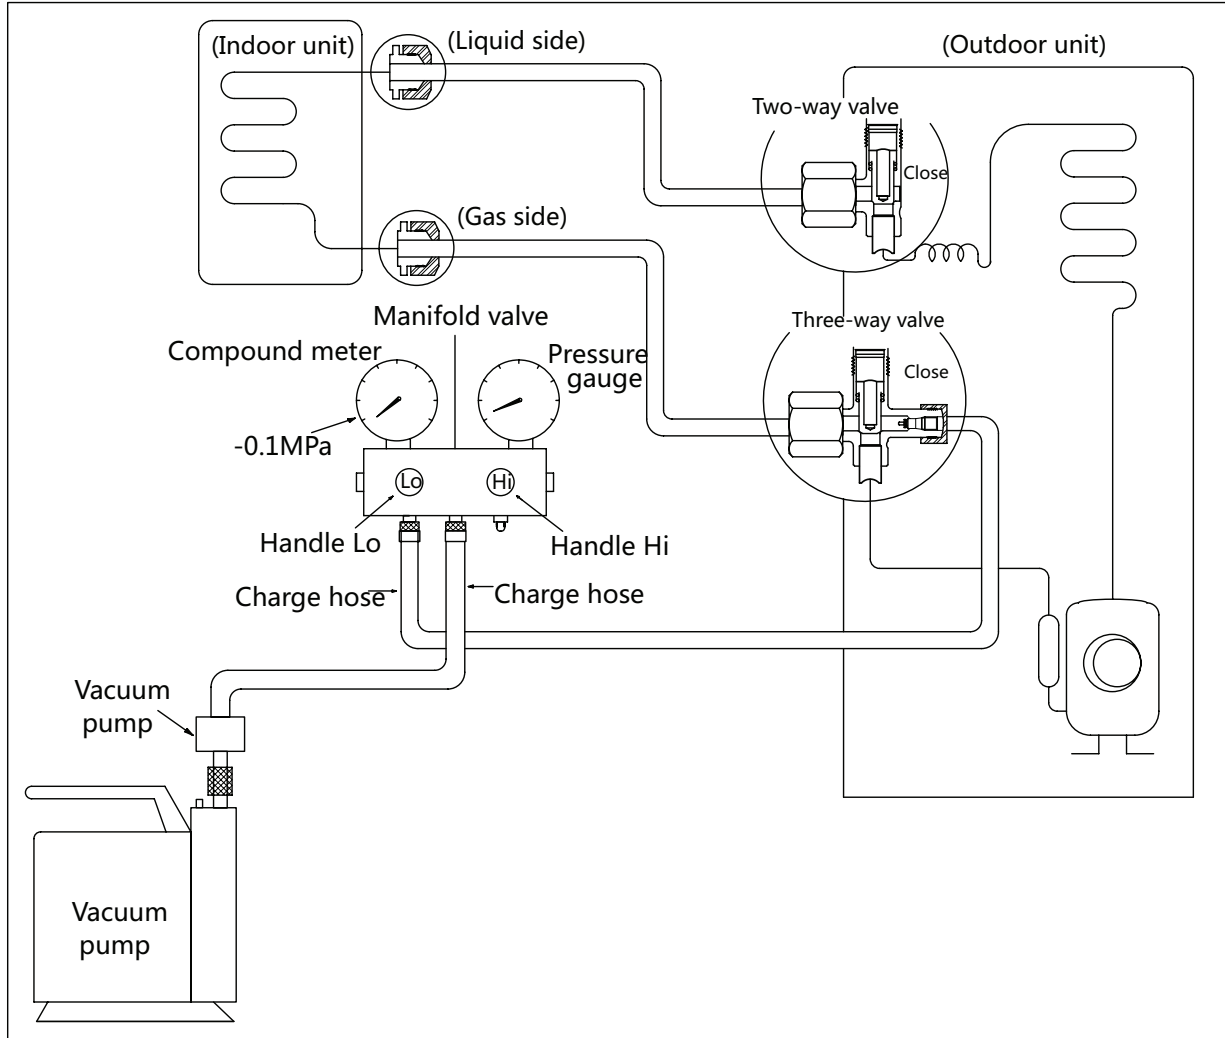 (Indoor unit)
(Liquid side)
(Outdoor unit)
Two-way valve
Close
(Gas side)
Manifold valve
Three-way valve
Compound meter
Pressure
gauge
Close
-0.1MPa
Lo
Hi
Handle Lo
Handle Hi
Charge hose
Charge hose
Vacuum
pump
Vacuum
pump